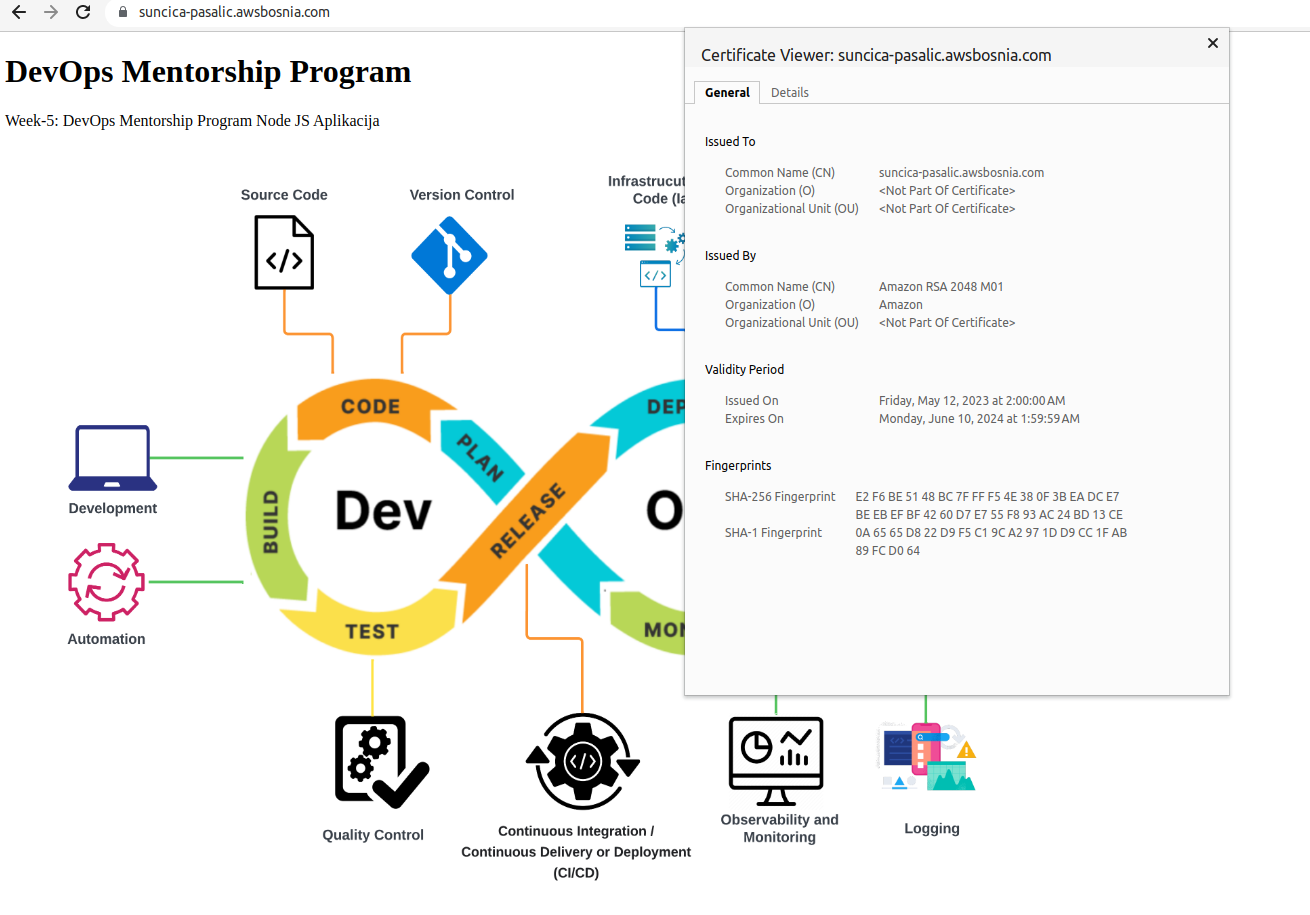 suncica-pasalic.awsbosnia.com
DevOps Mentorship Program
Week-5: DevOps Mentorship Program Node JS Aplikacija
Source Code
Version Control
Infrastrucut
Code (Ia
CODE
PLAN
BUILD
Dev
RELEASE
TEST
DEP
O
MON
Development
Automation
Quality Control
Continuous Integration /
Continuous Delivery or Deployment
(CI/CD)
Observability and
Monitoring
Logging
Certificate Viewer: suncica-pasalic.awsbosnia.com
General Details
Issued To
Common Name (CN) suncica-pasalic.awsbosnia.com
Organization (O) <Not Part Of Certificate>
Organizational Unit (OU) <Not Part Of Certificate>
Issued By
Common Name (CN) Amazon RSA 2048 M01
Organization (O) Amazon
Organizational Unit (OU) <Not Part Of Certificate>
Validity Period
Issued On Friday, May 12, 2023 at 2:00:00 AM
Expires On Monday, June 10, 2024 at 1:59:59 AM
Fingerprints
SHA-256 Fingerprint E2 F6 BE 51 48 BC 7F FF F5 4E 38 0F 3B EA DC E7
BE EB EF BF 42 60 D7 E7 55 F8 93 AC 24 BD 13 CE
SHA-1 Fingerprint 0A 65 65 D8 22 D9 F5 C1 9C A2 97 1D D9 CC 1F AB
89 FC D0 64